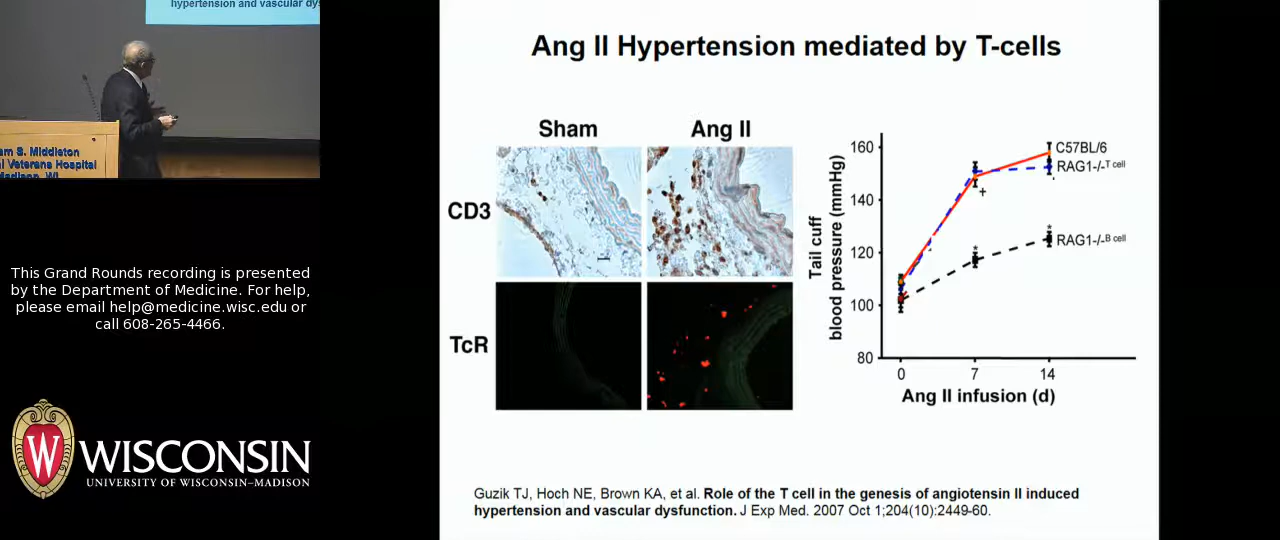 hypertension and vascular dys
am S. Middleton
l Veterans Hospital
Madison, WI
This Grand Rounds recording is presented
by the Department of Medicine. For help,
please email help@medicine.wisc.edu or
call 608-265-4466.
W
WISCONSIN
UNIVERSITY OF WISCONSIN–MADISON
Ang II Hypertension mediated by T-cells
Sham
Ang II
CD3
TcR
Tail cuff
blood pressure (mmHg)
160
140
120
100
80
0
7
14
Ang II infusion (d)
C57BL/6
RAG1-/-T cell
RAG1-/-B cell
+
*
*
Guzik TJ, Hoch NE, Brown KA, et al. Role of the T cell in the genesis of angiotensin II induced
hypertension and vascular dysfunction. J Exp Med. 2007 Oct 1;204(10):2449-60.